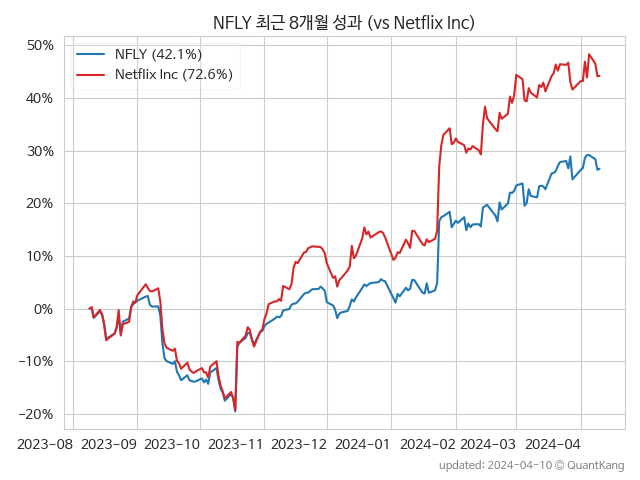 NFLY 최근 8개월 성과 (vs Netflix Inc)
NFLY (42.1%)
Netflix Inc (72.6%)
50%
40%
30%
20%
10%
0%
−10%
−20%
2023−08 2023−09 2023−10 2023−11 2023−12 2024−01 2024−02 2024−03 2024−04
updated: 2024−04−10 © QuantKang